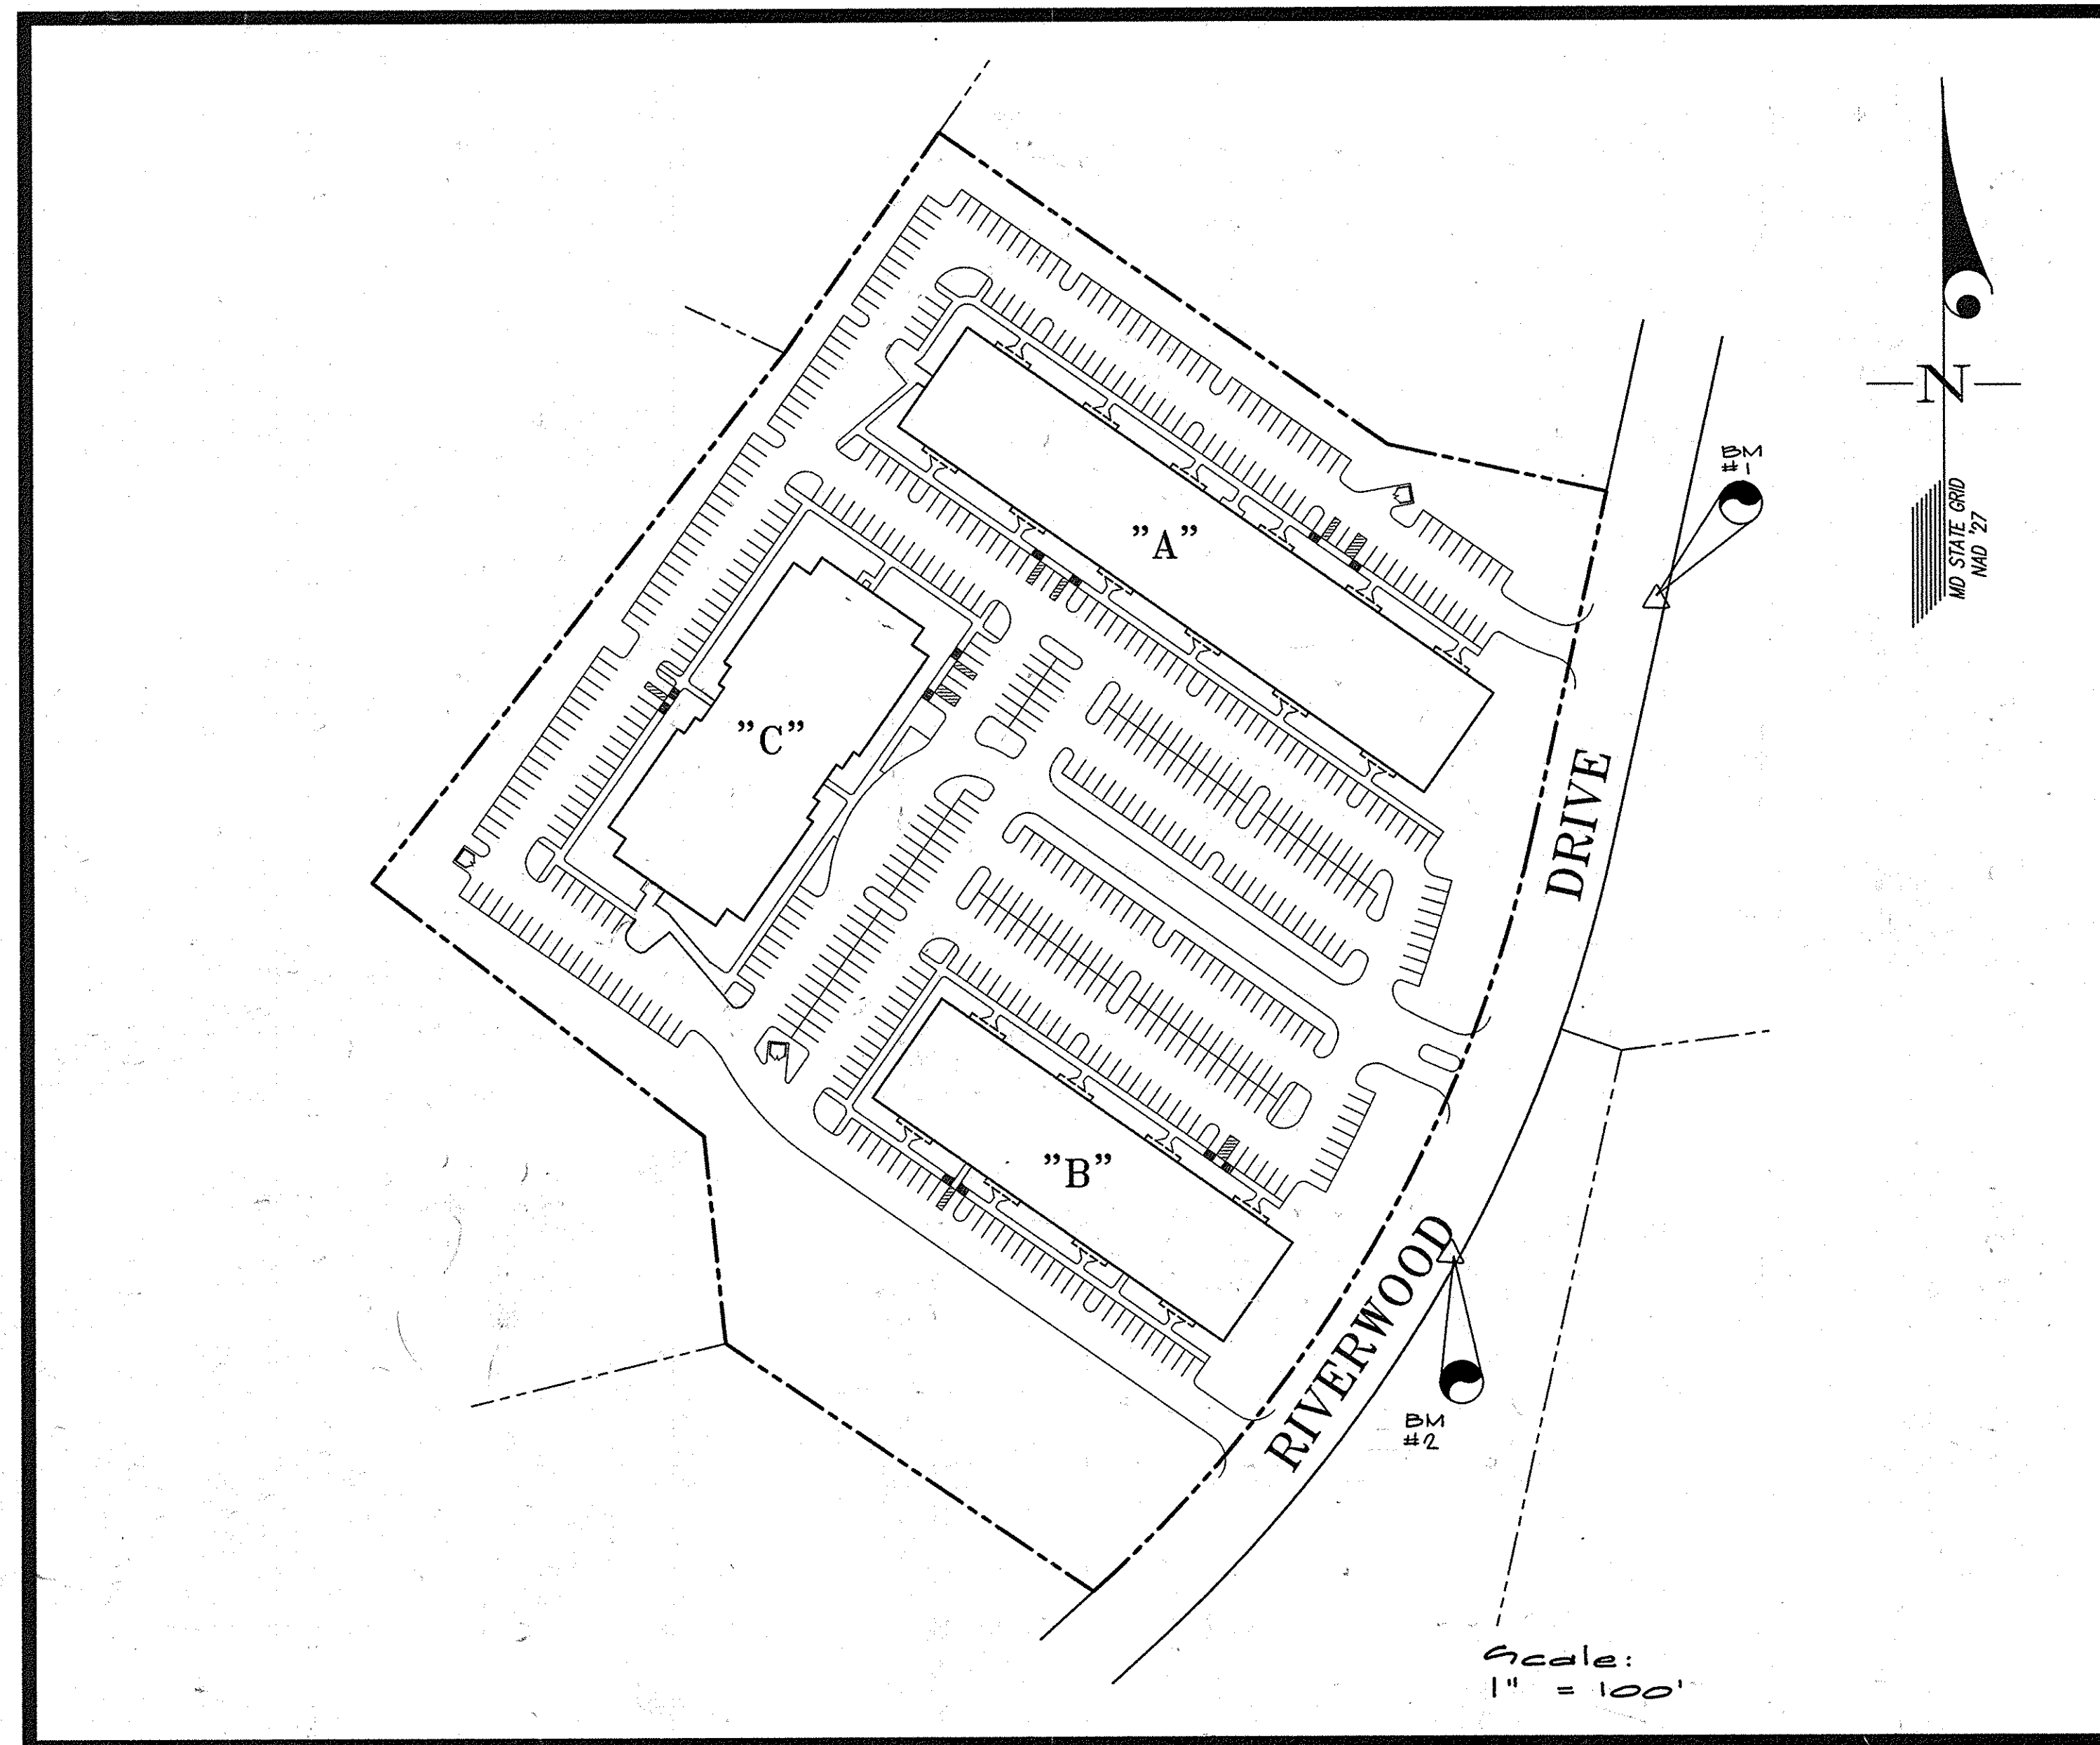 BM
#1
N
MD STATE GRID
NAD '27
"A"
"C"
DRIVE
"B"
RIVERWOOD
BM
#2
Scale:
1" = 100'